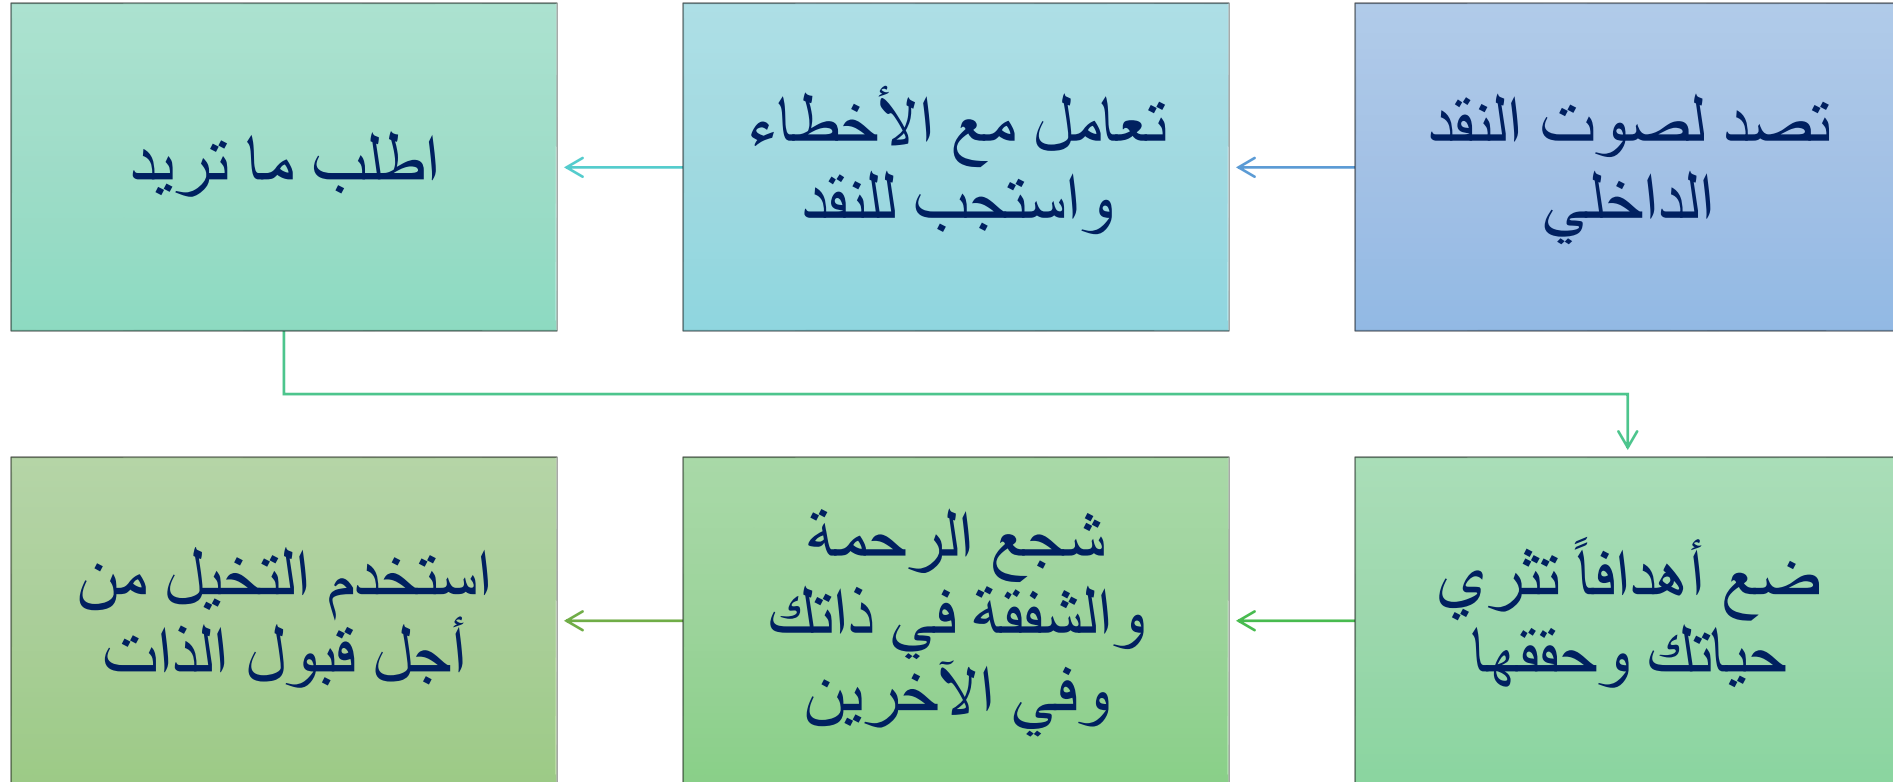 تصد لصوت النقد
الداخلي
تعامل مع الأخطاء
واستجب للنقد
اطلب ما تريد
ضع أهدافاً تثري
حياتك وحققها
شجع الرحمة
والشفقة في ذاتك
وفي الآخرين
استخدم التخيل من
أجل قبول الذات